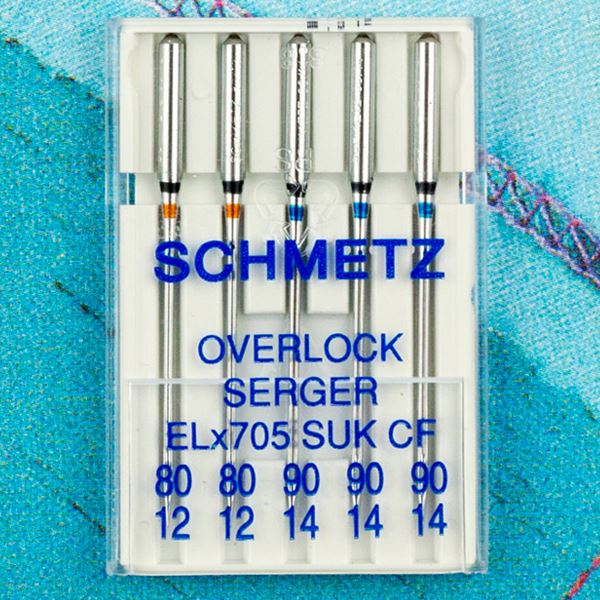 SCHMETZ
OVERLOCK
SERGER
ELx705 SUK CF
80 80 90 90 90
12 12 14 14 14